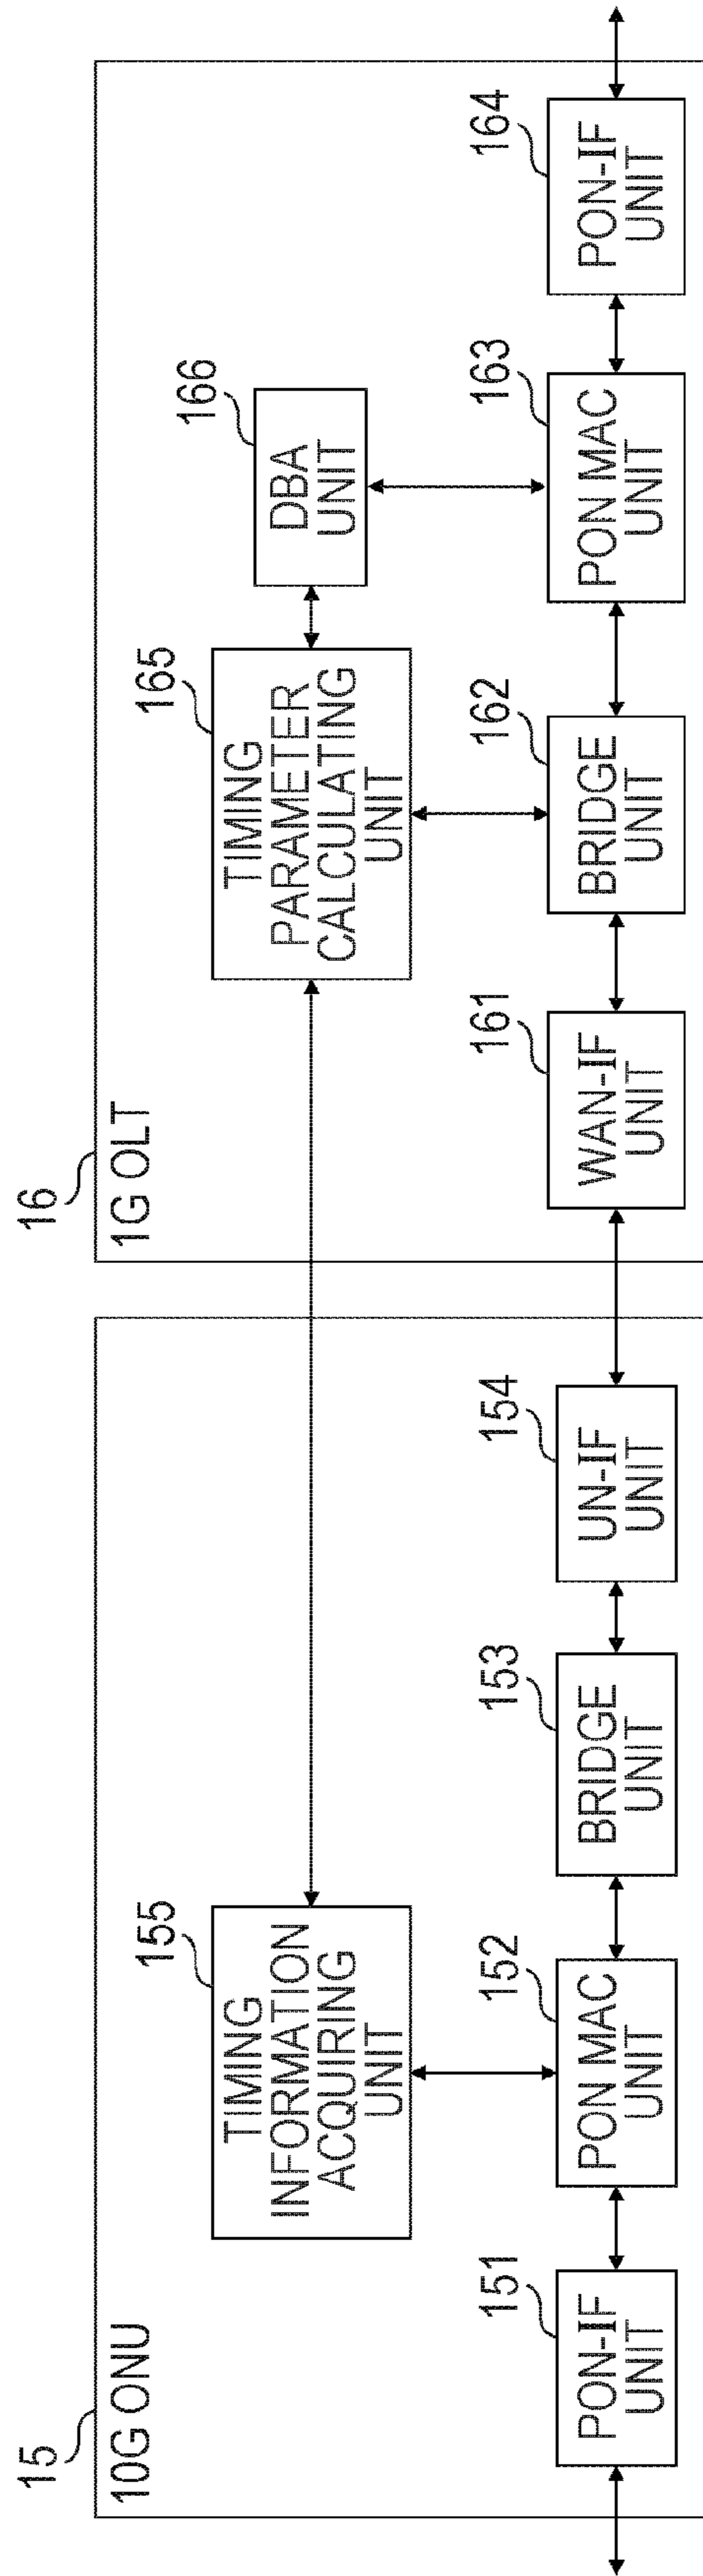 15
10G ONU
155
TIMING
INFORMATION
ACQUIRING
UNIT
151
PON-IF
UNIT
152
PON MAC
UNIT
153
BRIDGE
UNIT
154
UN-IF
UNIT
16
1G OLT
165
TIMING
PARAMETER
CALCULATING
UNIT
166
DBA
UNIT
161
WAN-IF
UNIT
162
BRIDGE
UNIT
163
PON MAC
UNIT
164
PON-IF
UNIT